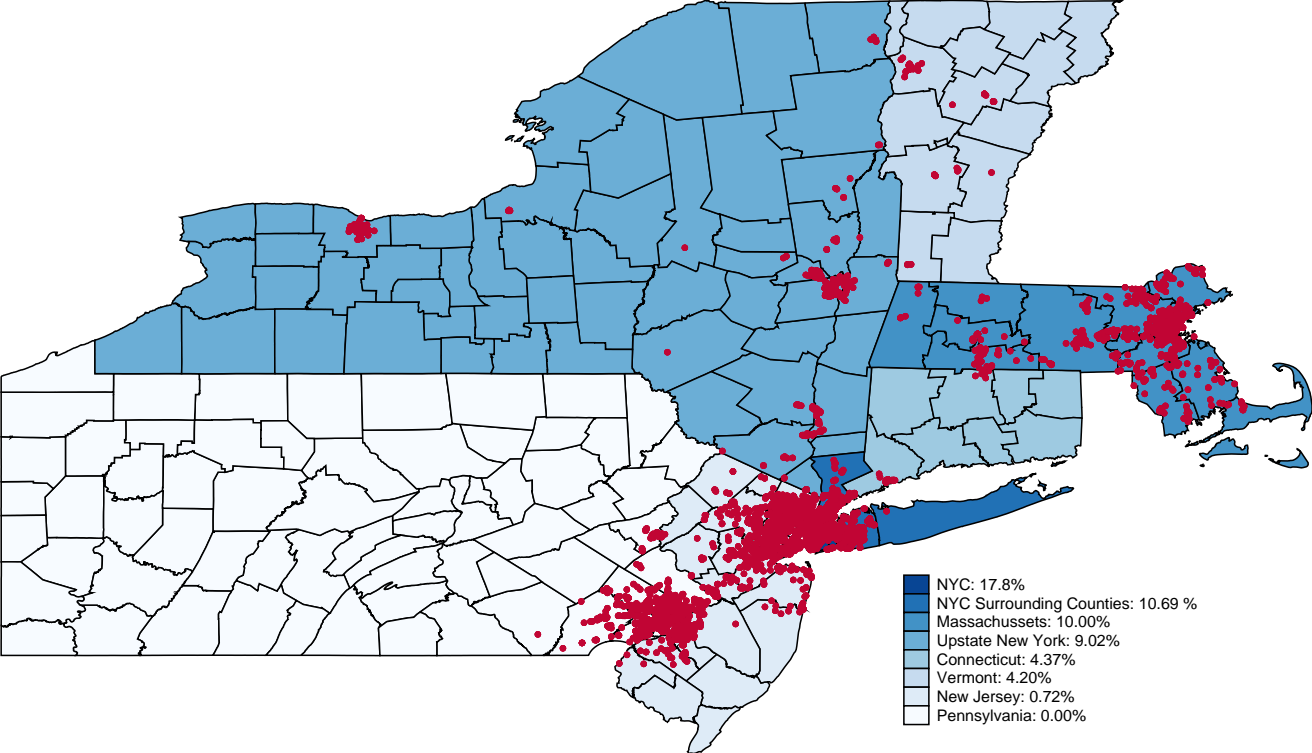 NYC: 17.8%
NYC Surrounding Counties: 10.69 %
Massachussets: 10.00%
Upstate New York: 9.02%
Connecticut: 4.37%
Vermont: 4.20%
New Jersey: 0.72%
Pennsylvania: 0.00%